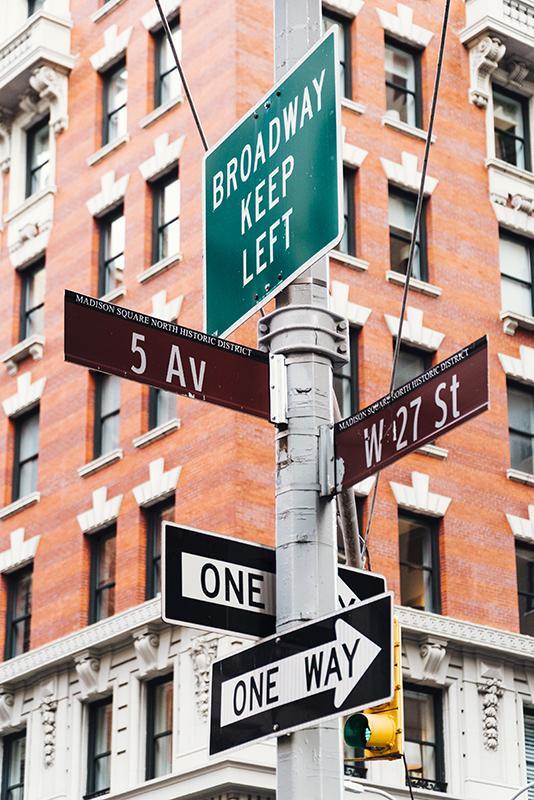 BROADWAY
KEEP
LEFT
MADISON SQUARE NORTH HISTORIC DISTRICT
5 AV
MADISON SQUARE NORTH HISTORIC DISTRICT
W 27 St
ONE
ONE WAY